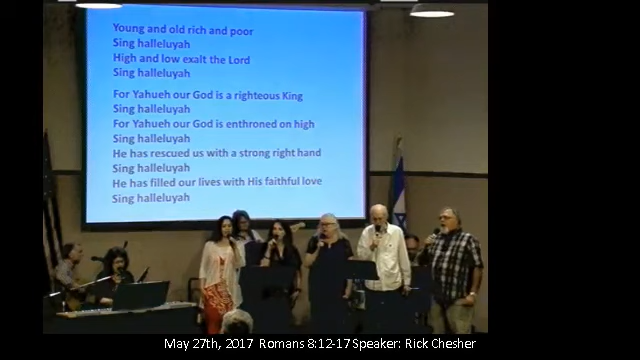 Young and old rich and poor
Sing halleluyah
High and low exalt the Lord
Sing halleluyah
For Yahueh our God is a righteous King
Sing halleluyah
For Yahueh our God is enthroned on high
Sing halleluyah
He has rescued us with a strong right hand
Sing halleluyah
He has filled our lives with His faithful love
Sing halleluyah
May 27th, 2017 Romans 8:12-17 Speaker: Rick Chesher